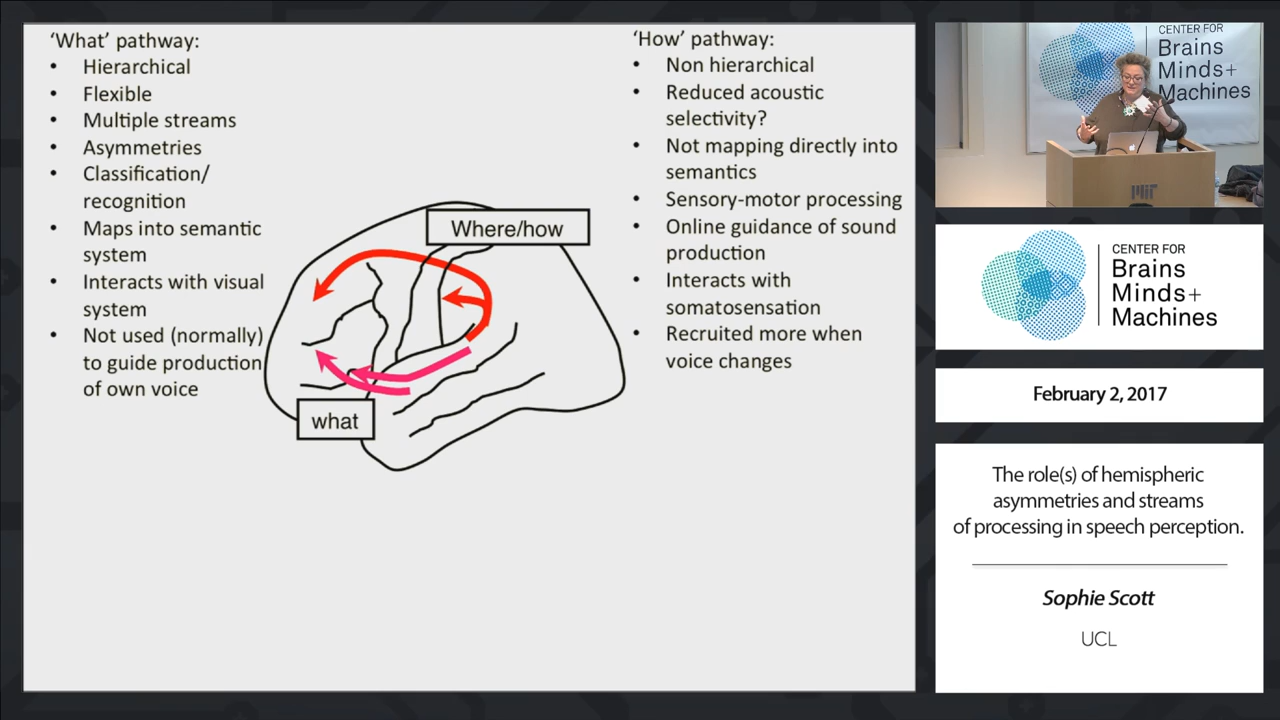 'What' pathway:
• Hierarchical
• Flexible
• Multiple streams
• Asymmetries
• Classification/
recognition
• Maps into semantic
system
• Interacts with visual
system
• Not used (normally)
to guide production
of own voice
Where/how
what
'How' pathway:
• Non hierarchical
• Reduced acoustic
selectivity?
• Not mapping directly into
semantics
• Sensory-motor processing
• Online guidance of sound
production
• Interacts with
somatosensation
• Recruited more when
voice changes
CENTER FOR
Brains
Minds+
Machines
MIT
CENTER FOR
Brains
Minds+
Machines
February 2, 2017
The role(s) of hemispheric
asymmetries and streams
of processing in speech perception.
Sophie Scott
UCL